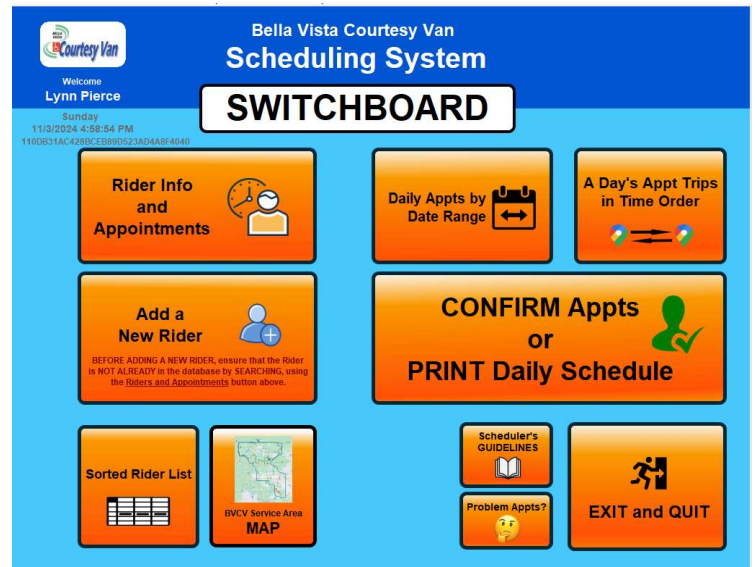 BELLA
VISTA
Courtesy Van
Welcome
Lynn Pierce
Sunday
11/3/2024 4:58:54 PM
110DB31AC428BCEB89D523AD4A8F4040
Bella Vista Courtesy Van
Scheduling System
SWITCHBOARD
Rider Info
and
Appointments
Daily Appts by
Date Range
A Day's Appt Trips
in Time Order
Add a
New Rider
BEFORE ADDING A NEW RIDER, ensure that the Rider
is NOT ALREADY in the database by SEARCHING, using
the Riders and Appointments button above.
CONFIRM Appts
or
PRINT Daily Schedule
Sorted Rider List
BVCV Service Area
MAP
Scheduler's
GUIDELINES
Problem Appts?
EXIT and QUIT